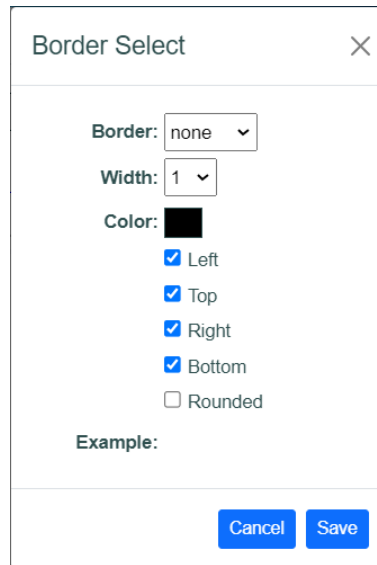 Border Select
Border: none
Width: 1
Color:
Left
Top
Right
Bottom
Rounded
Example:
Cancel Save